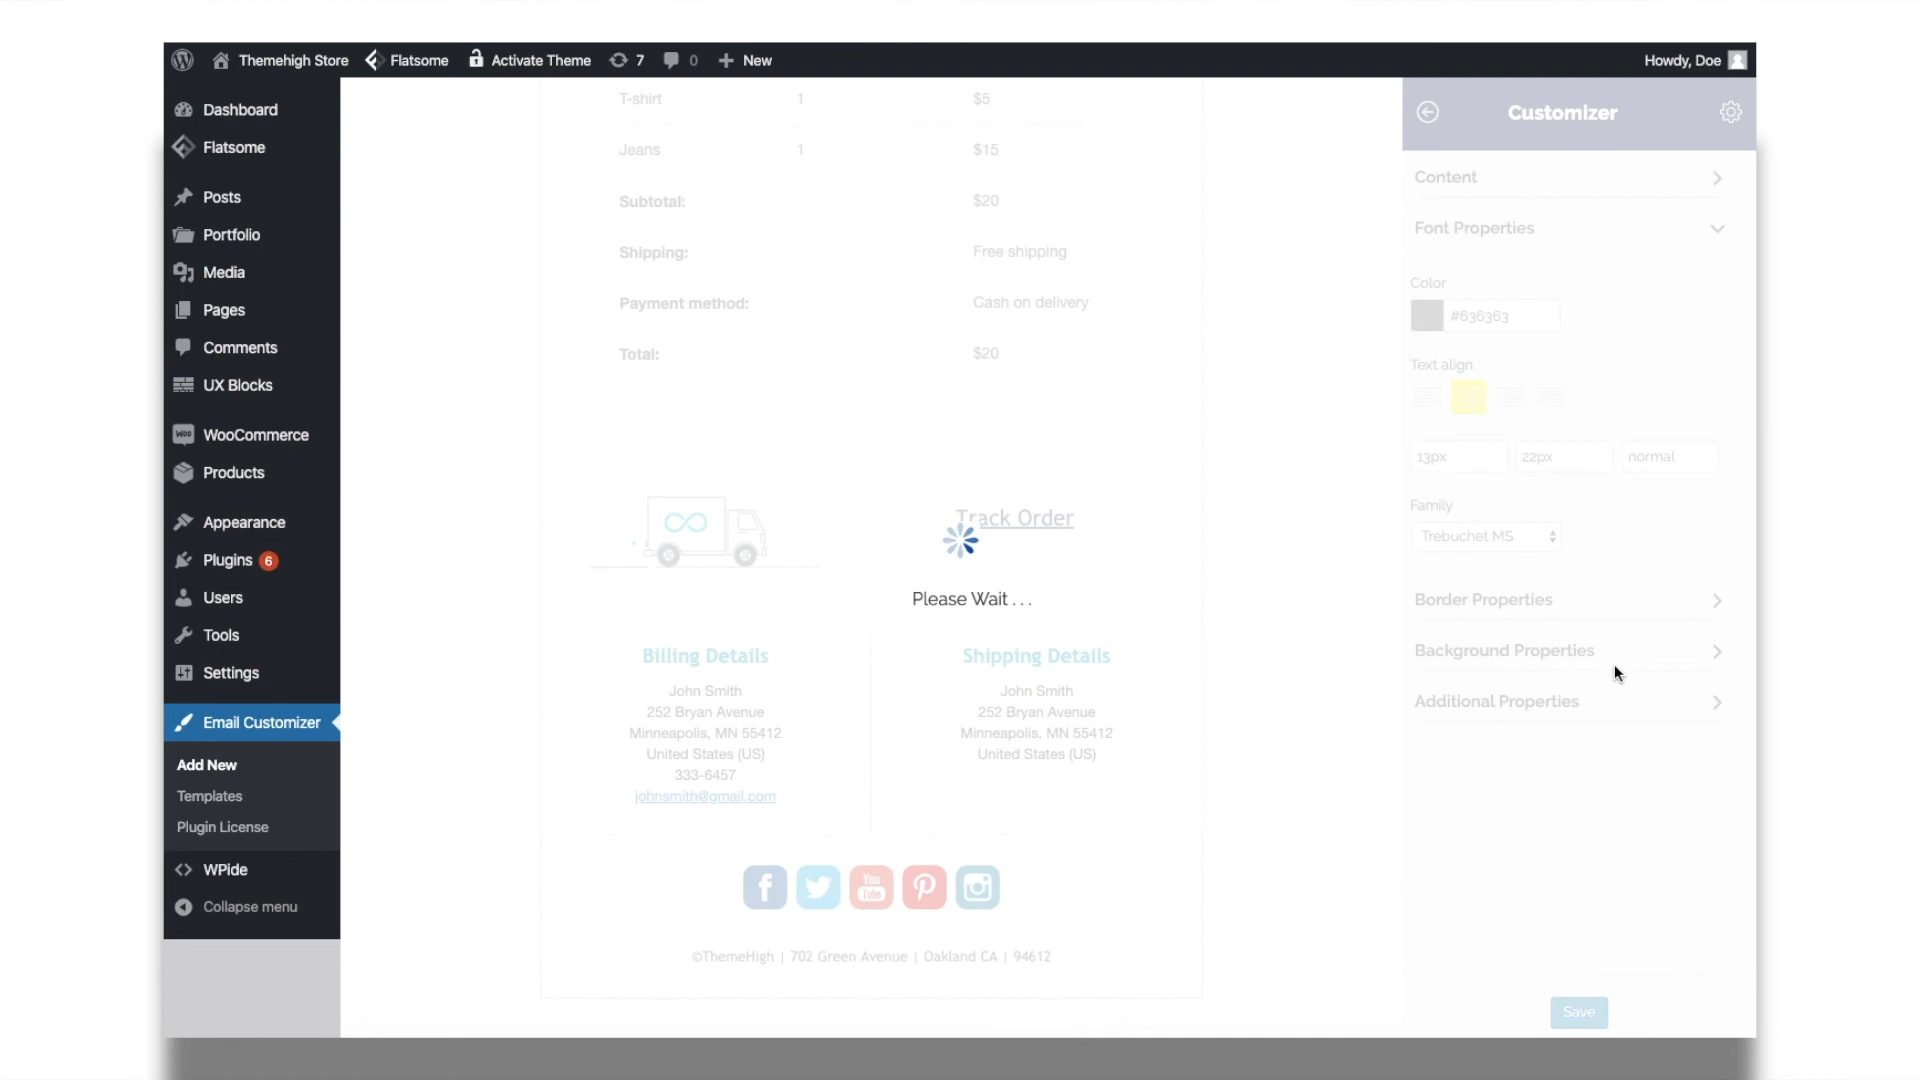 Themehigh Store Flatsome Activate Theme 7 0 New Howdy, Doe
Dashboard
Flatsome
Posts
Portfolio
Media
Pages
Comments
UX Blocks
Woo WooCommerce
Products
Appearance
Plugins 6
Users
Tools
Settings
Email Customizer
Add New
Templates
Plugin License
WPide
Collapse menu
T-shirt 1 $5
Jeans 1 $15
Subtotal: $20
Shipping: Free shipping
Payment method: Cash on delivery
Total: $20
Track Order
Please Wait . . .
Billing Details
John Smith
252 Bryan Avenue
Minneapolis, MN 55412
United States (US)
333-6457
johnsmith@gmail.com
Shipping Details
John Smith
252 Bryan Avenue
Minneapolis, MN 55412
United States (US)
You
Tube
©ThemeHigh | 702 Green Avenue | Oakland CA | 94612
Customizer
Content
Font Properties
Color
#636363
Text align
13px 22px normal
Family
Trebuchet MS
Border Properties
Background Properties
Additional Properties
Save